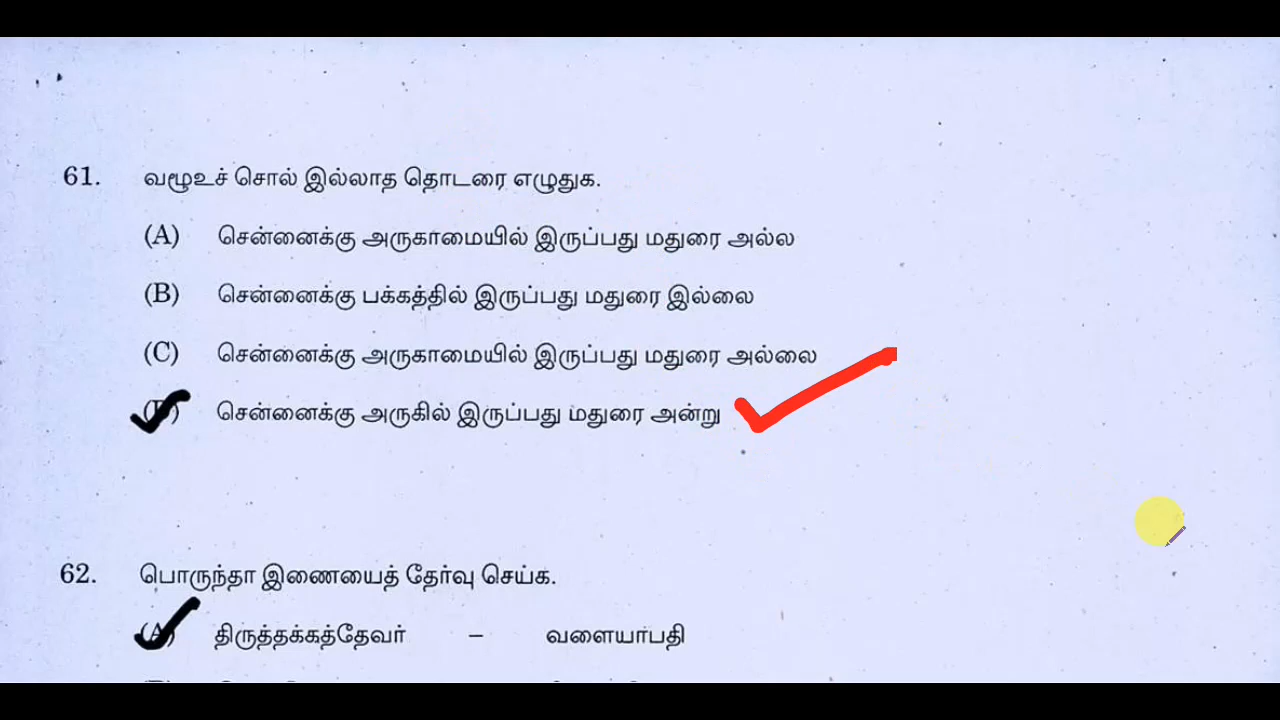 61. வழூஉச் சொல் இல்லாத தொடரை எழுதுக.
(A) சென்னைக்கு அருகாமையில் இருப்பது மதுரை அல்ல
(B) சென்னைக்கு பக்கத்தில் இருப்பது மதுரை இல்லை
(C) சென்னைக்கு அருகாமையில் இருப்பது மதுரை அல்லை
(D) சென்னைக்கு அருகில் இருப்பது மதுரை அன்று
62. பொருந்தா இணையைத் தேர்வு செய்க.
(A) திருத்தக்கத்தேவர் – வளையாபதி